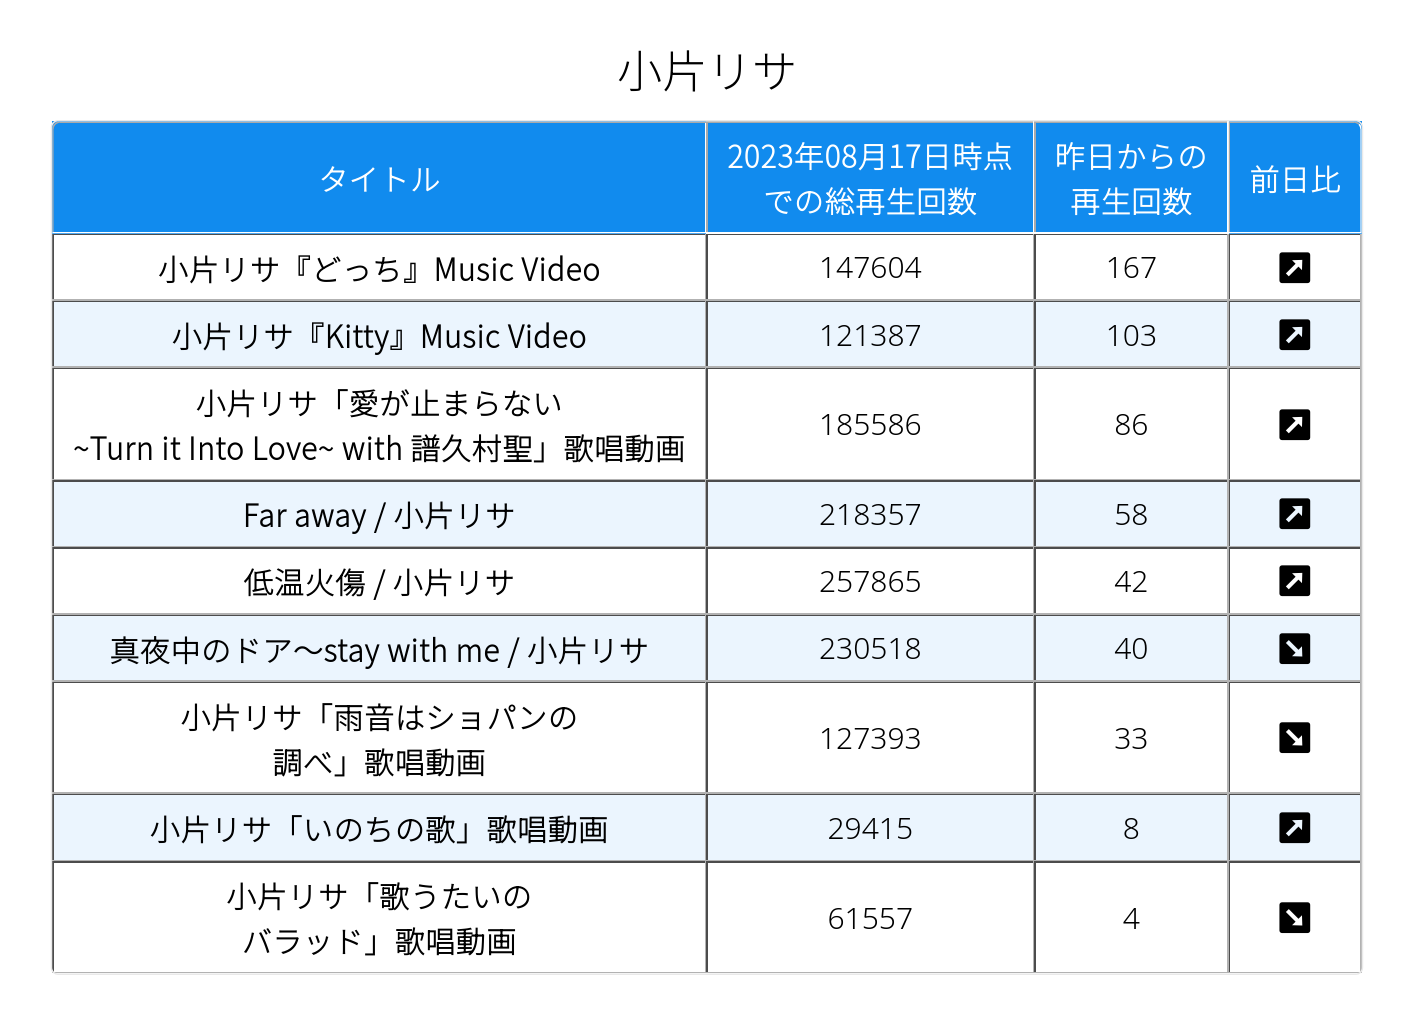 小片リサ
タイトル
2023年08月17日時点
での総再生回数
昨日からの
再生回数
前日比
小片リサ『どっち』Music Video
147604
167
小片リサ『Kitty』Music Video
121387
103
小片リサ「愛が止まらない
~Turn it Into Love~ with 譜久村聖」歌唱動画
185586
86
Far away / 小片リサ
218357
58
低温火傷 / 小片リサ
257865
42
真夜中のドア〜stay with me / 小片リサ
230518
40
小片リサ「雨音はショパンの
調べ」歌唱動画
127393
33
小片リサ「いのちの歌」歌唱動画
29415
8
小片リサ「歌うたいの
バラッド」歌唱動画
61557
4